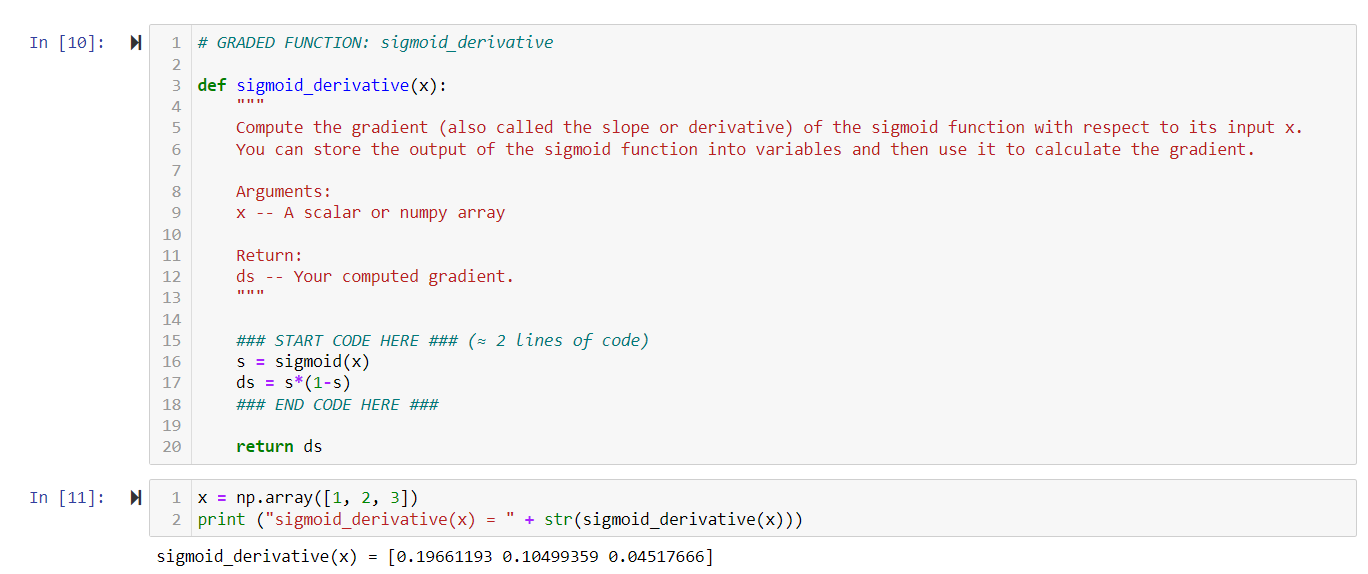 In [10]:
1 # GRADED FUNCTION: sigmoid_derivative
2
3 def sigmoid_derivative(x):
4     """
5     Compute the gradient (also called the slope or derivative) of the sigmoid function with respect to its input x.
6     You can store the output of the sigmoid function into variables and then use it to calculate the gradient.
7
8     Arguments:
9     x -- A scalar or numpy array
10
11     Return:
12     ds -- Your computed gradient.
13     """
14
15     ### START CODE HERE ### (≈ 2 lines of code)
16     s = sigmoid(x)
17     ds = s*(1-s)
18     ### END CODE HERE ###
19
20     return ds
In [11]:
1 x = np.array([1, 2, 3])
2 print ("sigmoid_derivative(x) = " + str(sigmoid_derivative(x)))
sigmoid_derivative(x) = [0.19661193 0.10499359 0.04517666]